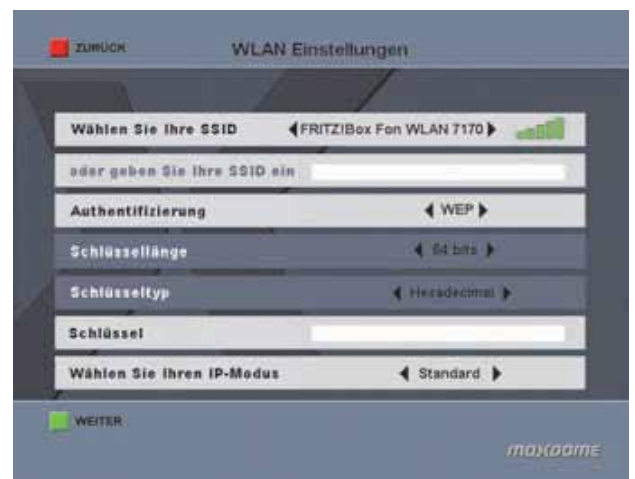 ZURÜCK WLAN Einstellungen
Wählen Sie Ihre SSID FRITZ!Box Fon WLAN 7170
oder geben Sie Ihre SSID ein
Authentifizierung WEP
Schlüssellänge 64 bits
Schlüsseltyp Hexadecimal
Schlüssel
Wählen Sie Ihren IP-Modus Standard
WEITER
maxdome